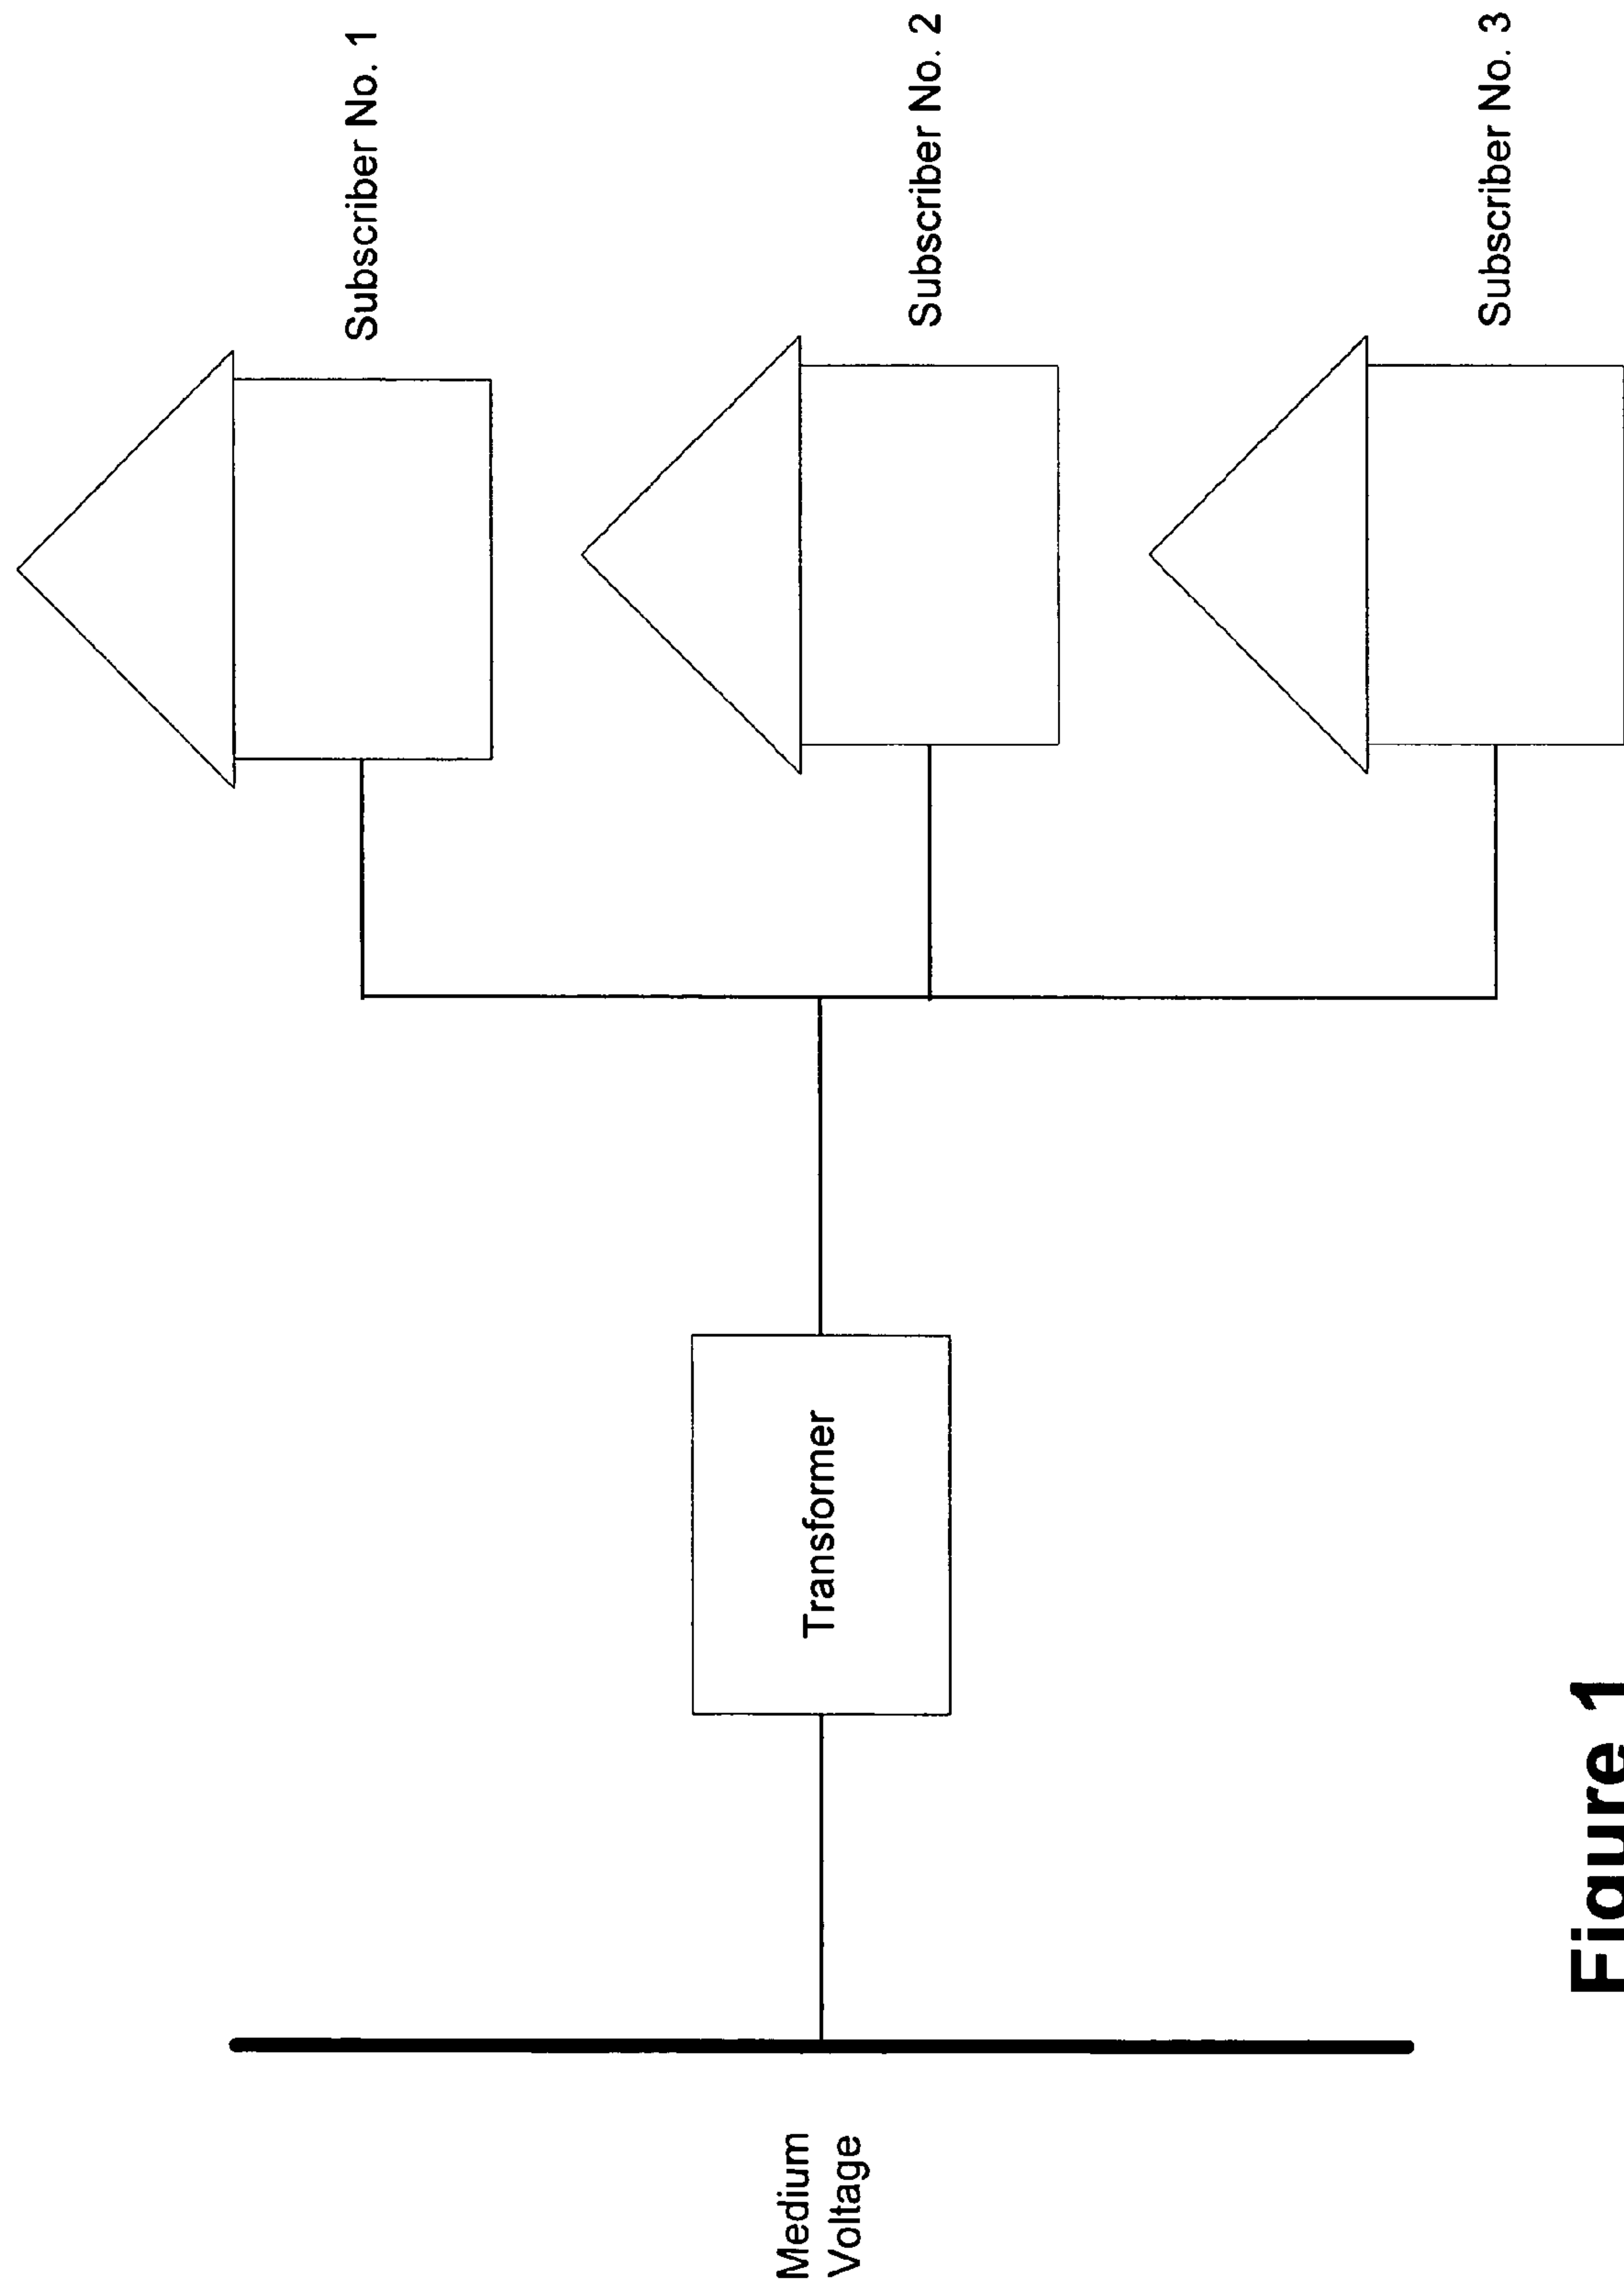 Subscriber No. 1
Subscriber No. 2
Subscriber No. 3
Transformer
Medium
Voltage
Figure 1